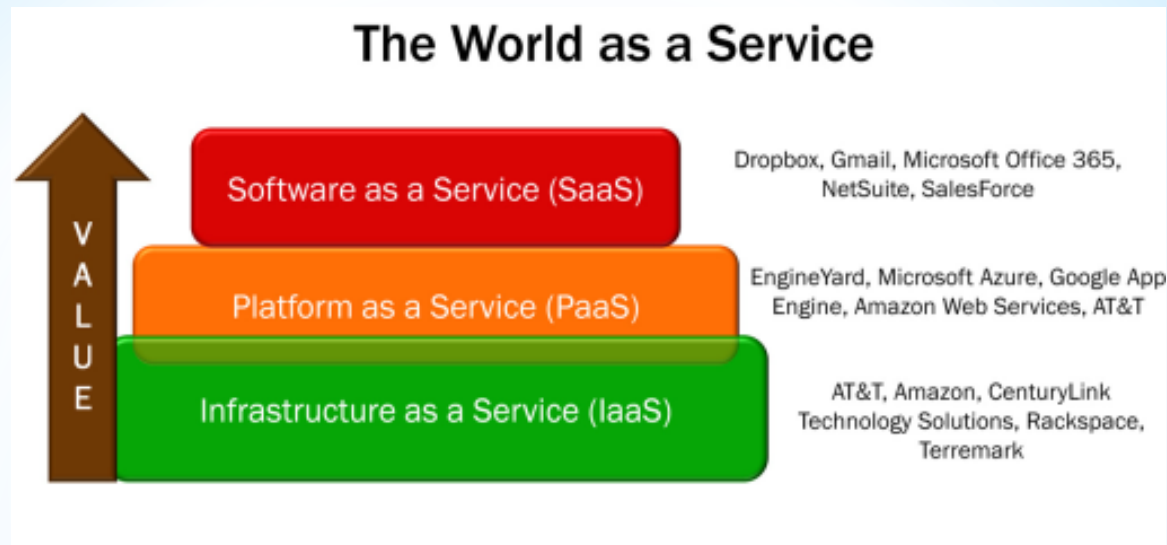 The World as a Service
VALUE
Software as a Service (SaaS)
Dropbox, Gmail, Microsoft Office 365,
NetSuite, SalesForce
Platform as a Service (PaaS)
EngineYard, Microsoft Azure, Google App
Engine, Amazon Web Services, AT&T
Infrastructure as a Service (IaaS)
AT&T, Amazon, CenturyLink
Technology Solutions, Rackspace,
Terremark